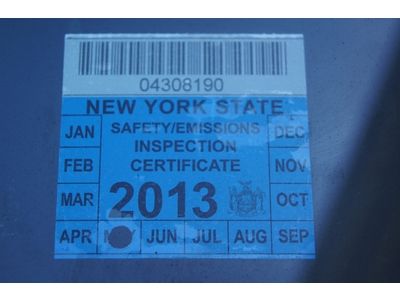 04308190
NEW YORK STATE
JAN SAFETY/EMISSIONS DEC
INSPECTION
FEB CERTIFICATE NOV
MAR 2013 OCT
APR JUN JUL AUG SEP